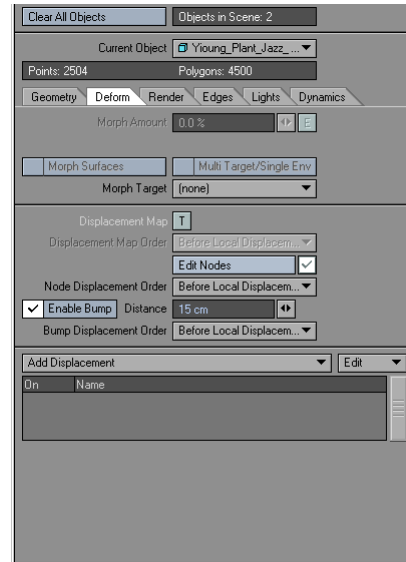 Clear All Objects Objects in Scene: 2
Current Object Yioung_Plant_Jazz_ ...
Points: 2504 Polygons: 4500
Geometry Deform Render Edges Lights Dynamics
Morph Amount 0.0 % E
Morph Surfaces Multi Target/Single Env
Morph Target (none)
Displacement Map T
Displacement Map Order Before Local Displacem...
Edit Nodes
Node Displacement Order Before Local Displacem...
Enable Bump Distance 15 cm
Bump Displacement Order Before Local Displacem...
Add Displacement Edit
On Name